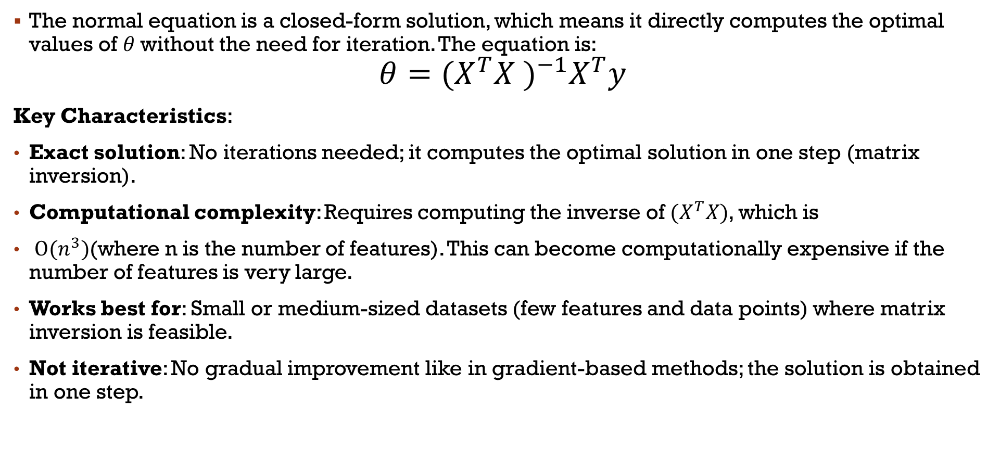 ▪ The normal equation is a closed-form solution, which means it directly computes the optimal
values of θ without the need for iteration. The equation is:
θ = (XᵀX )⁻¹Xᵀy
Key Characteristics:
• Exact solution: No iterations needed; it computes the optimal solution in one step (matrix
inversion).
• Computational complexity: Requires computing the inverse of (XᵀX), which is
• O(n³)(where n is the number of features). This can become computationally expensive if the
number of features is very large.
• Works best for: Small or medium-sized datasets (few features and data points) where matrix
inversion is feasible.
• Not iterative: No gradual improvement like in gradient-based methods; the solution is obtained
in one step.